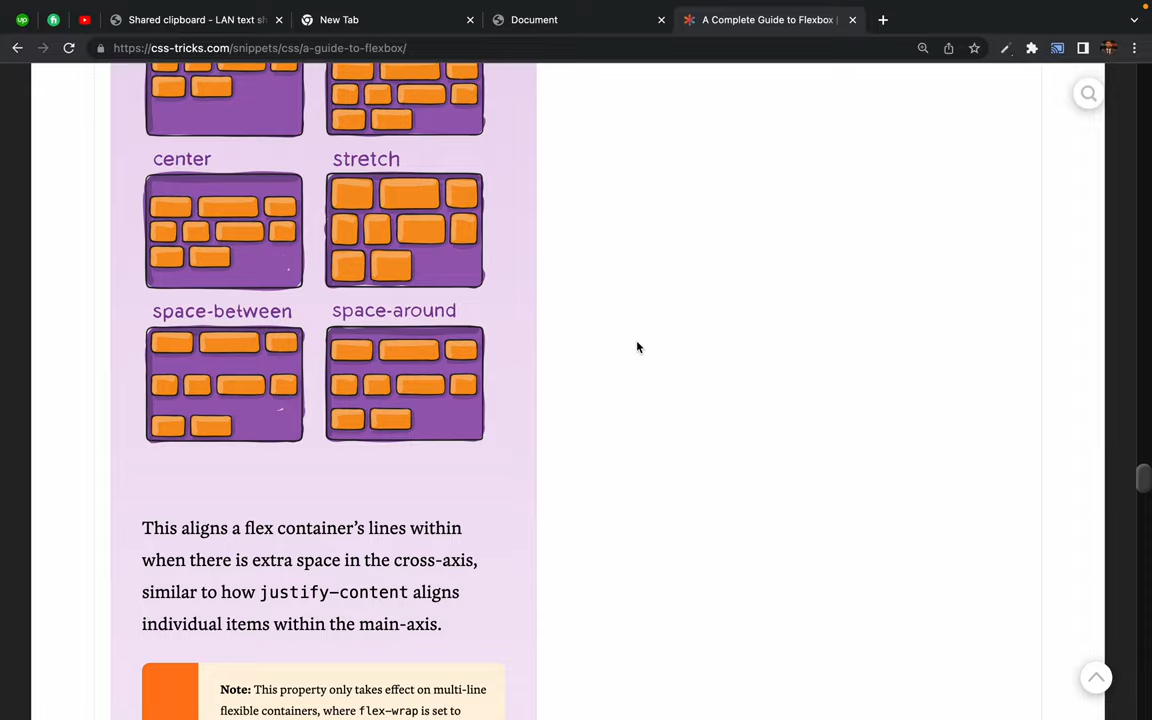 Shared clipboard - LAN text sh
New Tab
Document
A Complete Guide to Flexbox
https://css-tricks.com/snippets/css/a-guide-to-flexbox/
center
stretch
space-between
space-around
This aligns a flex container’s lines within
when there is extra space in the cross-axis,
similar to how justify-content aligns
individual items within the main-axis.
Note: This property only takes effect on multi-line
flexible containers, where flex-wrap is set to